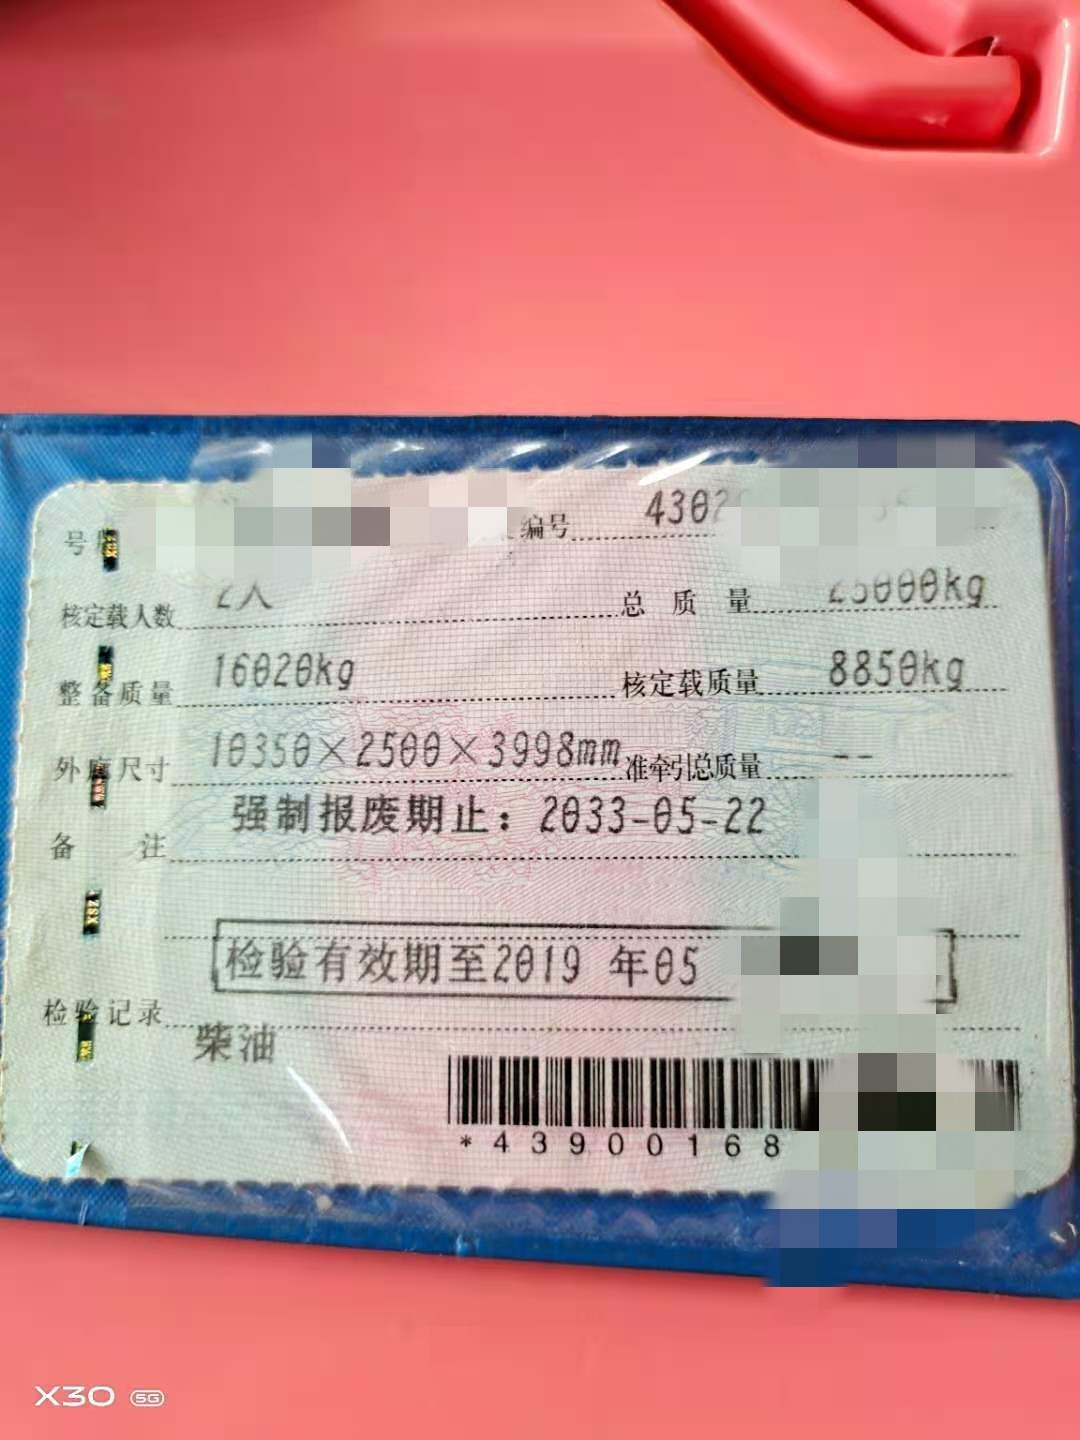 号
编号 4302
核定载人数 2人 总质量 25000kg
整备质量 16020kg 核定载质量 8850kg
外廓尺寸 10350×2500×3998mm 准牵引总质量 --
备注 强制报废期止：2033-05-22
检验有效期至2019 年05
检验记录
柴油
*43900168
X30 5G